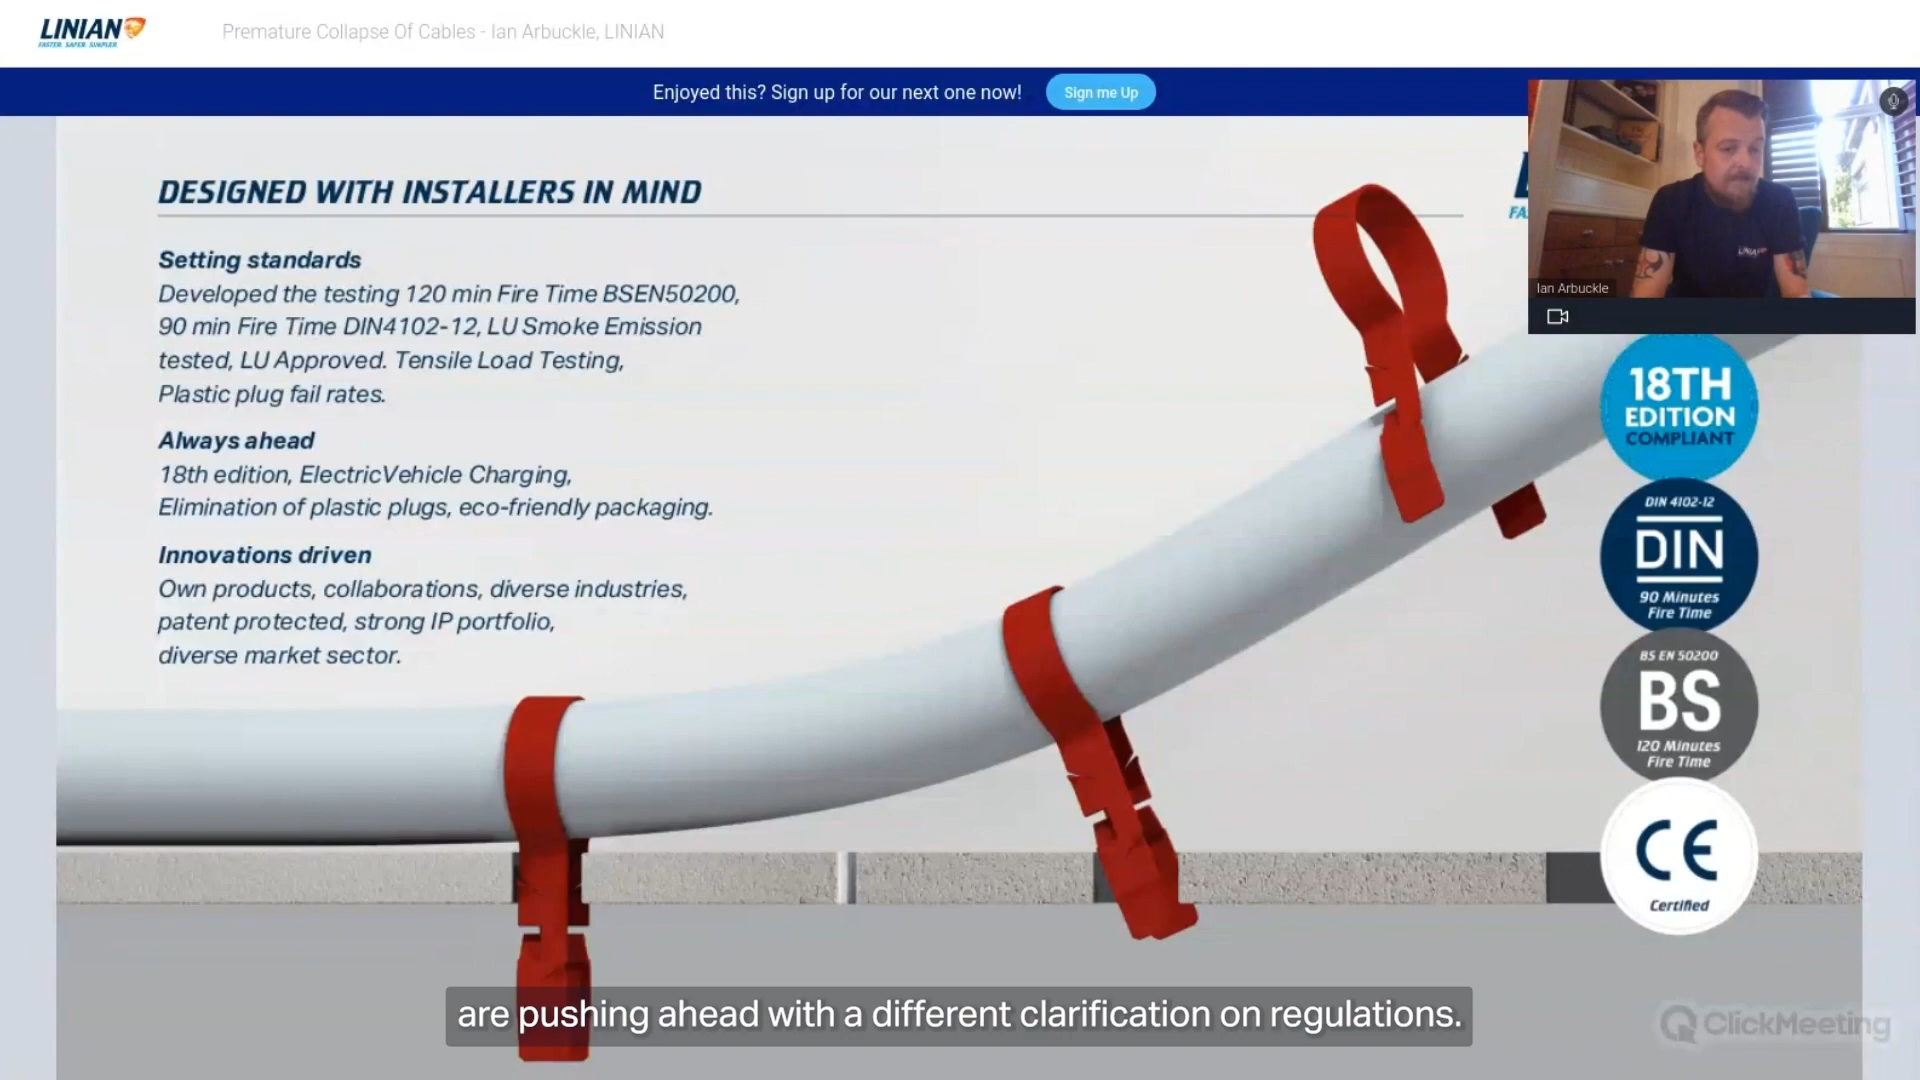 LINIAN
FASTER. SAFER. SIMPLER.
Premature Collapse Of Cables - Ian Arbuckle, LINIAN
Enjoyed this? Sign up for our next one now!
Sign me Up
DESIGNED WITH INSTALLERS IN MIND
Setting standards
Developed the testing 120 min Fire Time BSEN50200,
90 min Fire Time DIN4102-12, LU Smoke Emission
tested, LU Approved. Tensile Load Testing,
Plastic plug fail rates.
Always ahead
18th edition, ElectricVehicle Charging,
Elimination of plastic plugs, eco-friendly packaging.
Innovations driven
Own products, collaborations, diverse industries,
patent protected, strong IP portfolio,
diverse market sector.
FA
LINIAN
Ian Arbuckle
18TH
EDITION
COMPLIANT
DIN 4102-12
DIN
90 Minutes
Fire Time
BS EN 50200
BS
120 Minutes
Fire Time
CE
Certified
are pushing ahead with a different clarification on regulations.
ClickMeeting